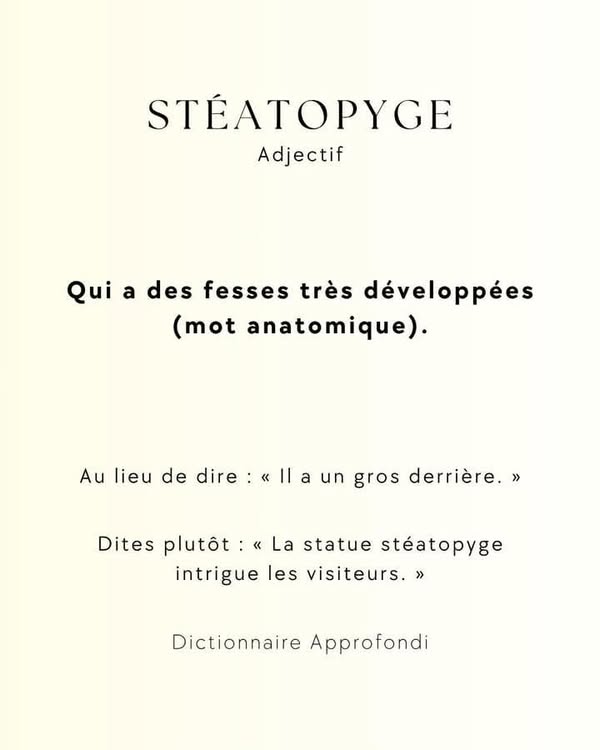 STÉATOPYGE
Adjectif
Qui a des fesses très développées
(mot anatomique).
Au lieu de dire : « Il a un gros derrière. »
Dites plutôt : « La statue stéatopyge
intrigue les visiteurs. »
Dictionnaire Approfondi